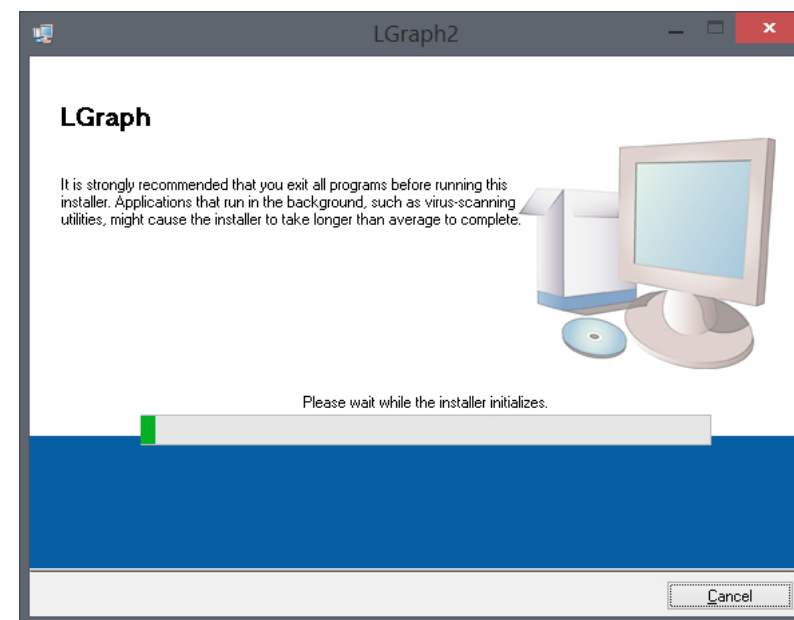 LGraph2
LGraph
It is strongly recommended that you exit all programs before running this
installer. Applications that run in the background, such as virus-scanning
utilities, might cause the installer to take longer than average to complete.
Please wait while the installer initializes.
Cancel